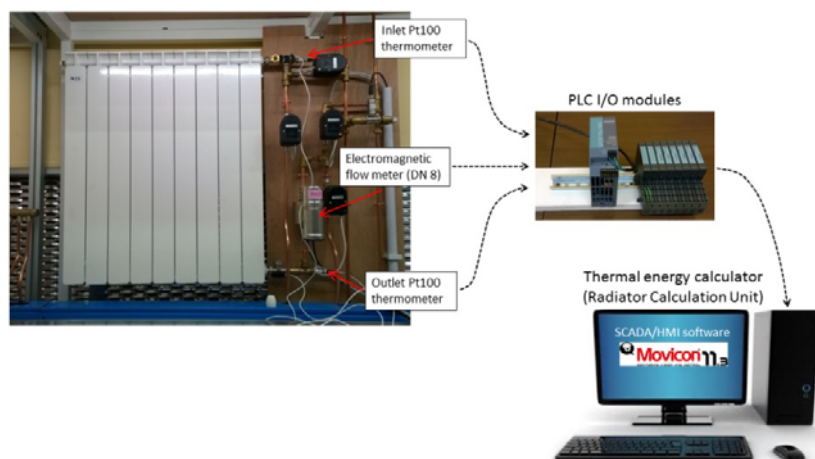 Inlet Pt100
thermometer
PLC I/O modules
Electromagnetic
flow meter (DN 8)
Outlet Pt100
thermometer
Thermal energy calculator
(Radiator Calculation Unit)
SCADA/HMI software
Movicon 11.3